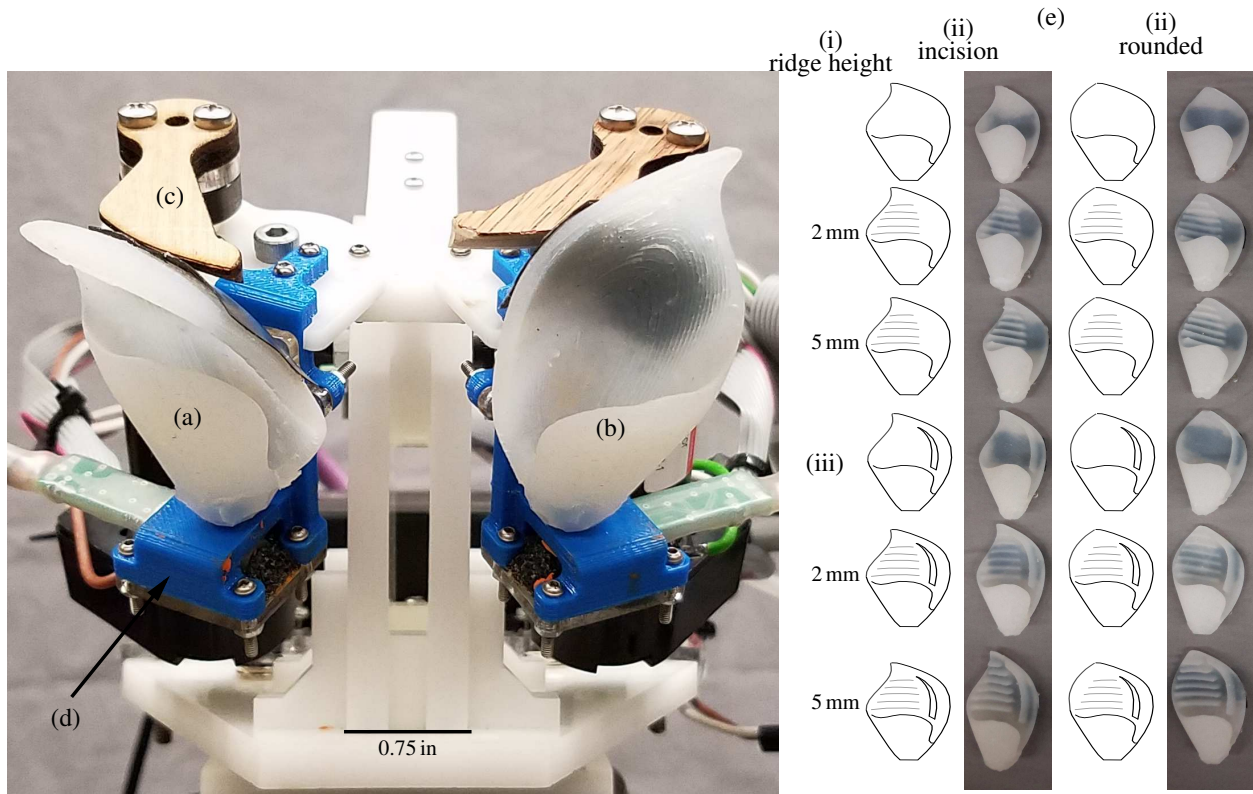 (e)
(i)
ridge height
(ii)
incision
(ii)
rounded
2 mm
5 mm
(iii)
2 mm
5 mm
(c)
(a)
(b)
(d)
0.75 in